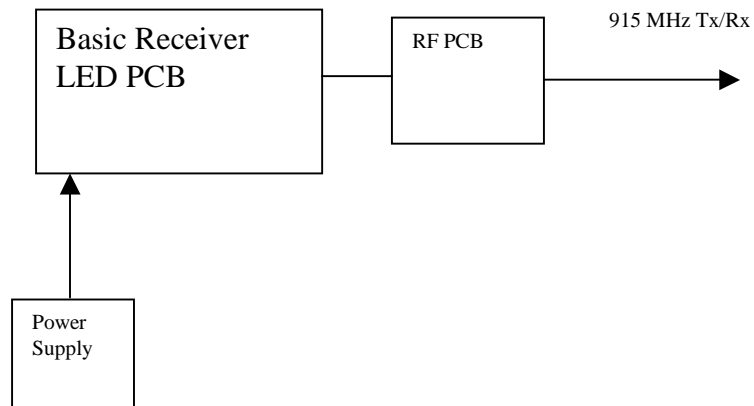 Basic Receiver
LED PCB
RF PCB
915 MHz Tx/Rx
Power
Supply